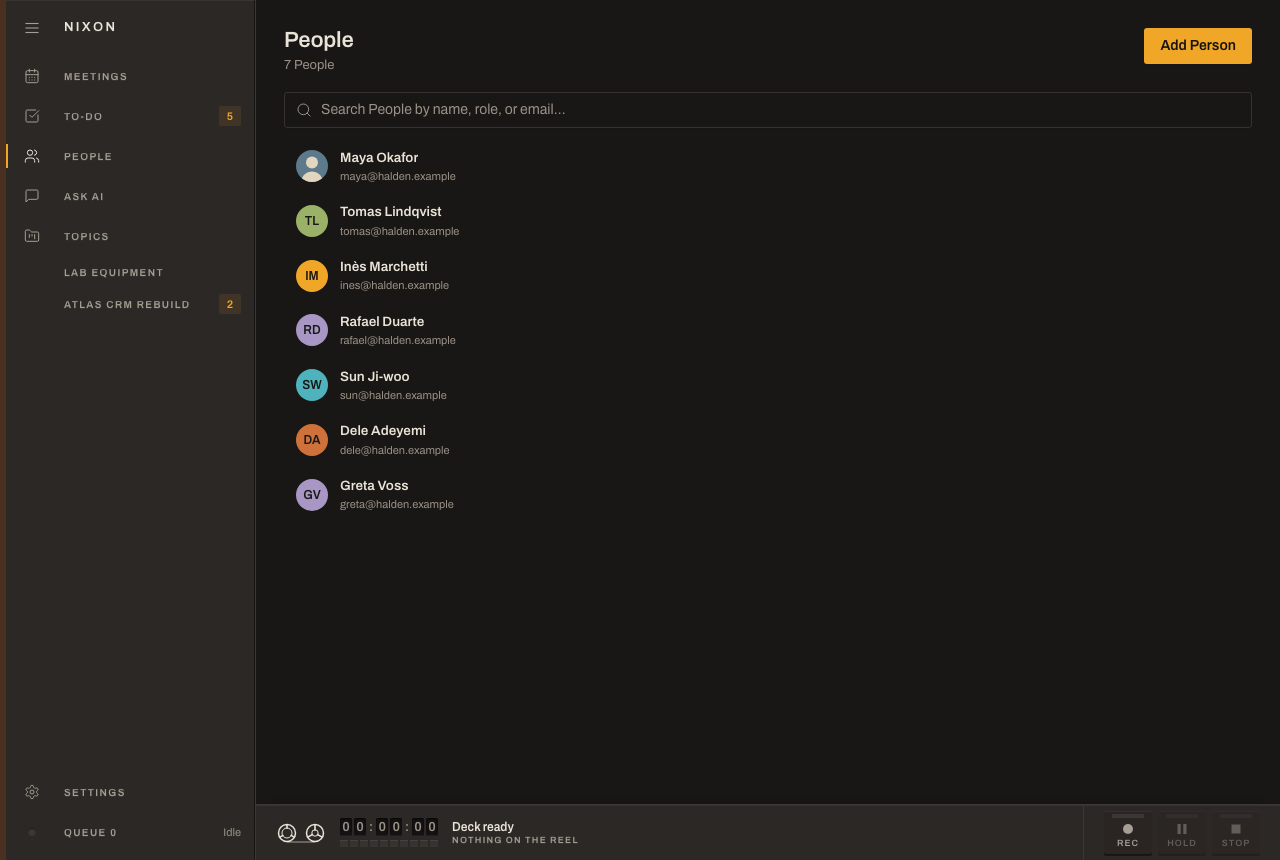 NIXON
MEETINGS
TO-DO 5
PEOPLE
ASK AI
TOPICS
LAB EQUIPMENT
ATLAS CRM REBUILD 2
SETTINGS
QUEUE 0 Idle
People
7 People
Add Person
Search People by name, role, or email...
Maya Okafor
maya@halden.example
TL Tomas Lindqvist
tomas@halden.example
IM Inès Marchetti
ines@halden.example
RD Rafael Duarte
rafael@halden.example
SW Sun Ji-woo
sun@halden.example
DA Dele Adeyemi
dele@halden.example
GV Greta Voss
greta@halden.example
00:00:00
Deck ready
NOTHING ON THE REEL
REC HOLD STOP